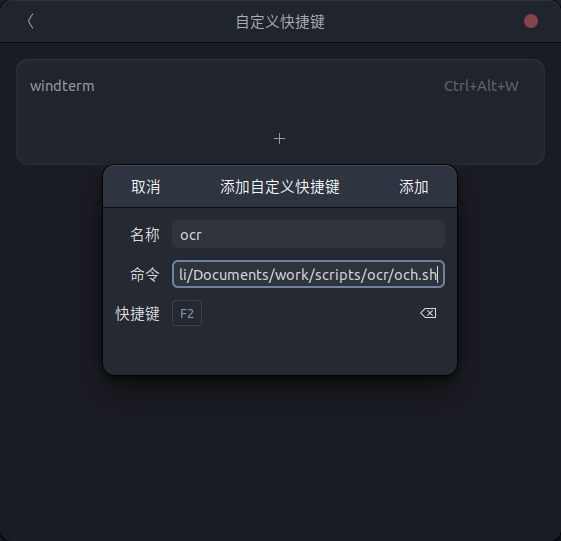 自定义快捷键
windterm Ctrl+Alt+W
+
取消 添加自定义快捷键 添加
名称 ocr
命令 li/Documents/work/scripts/ocr/och.sh
快捷键 F2